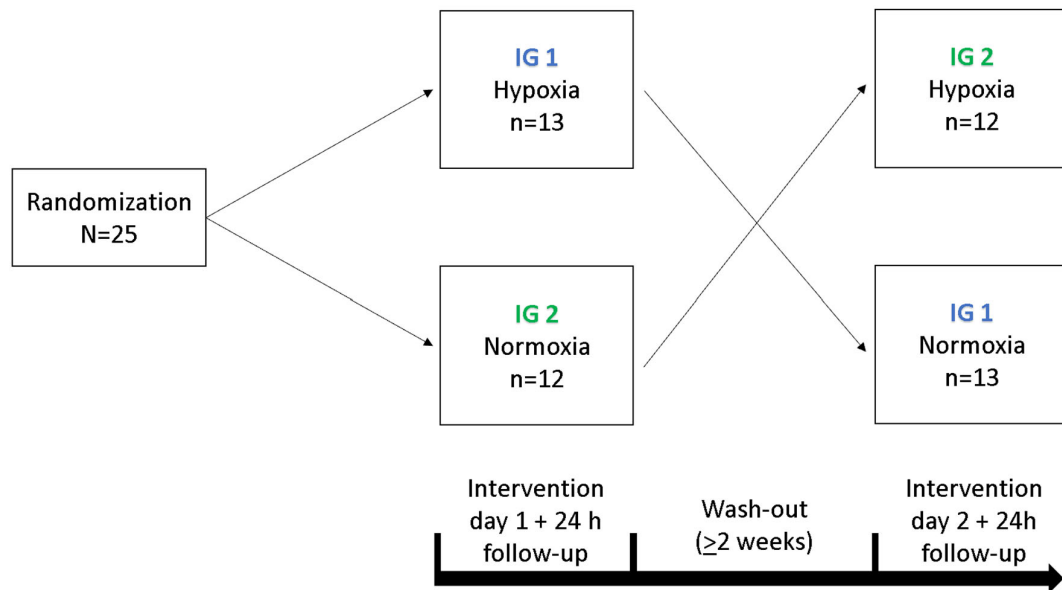 Randomization
N=25
IG 1
Hypoxia
n=13
IG 2
Normoxia
n=12
IG 2
Hypoxia
n=12
IG 1
Normoxia
n=13
Intervention
day 1 + 24 h
follow-up
Wash-out
(≥2 weeks)
Intervention
day 2 + 24h
follow-up